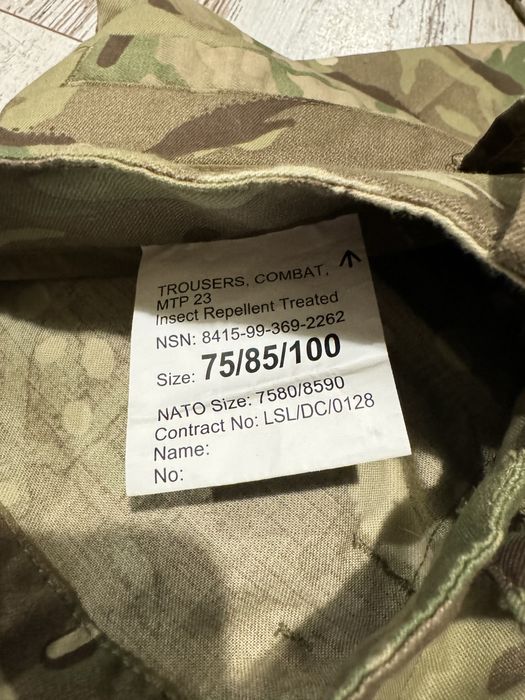 TROUSERS, COMBAT,
MTP 23
Insect Repellent Treated
NSN: 8415-99-369-2262
Size: 75/85/100
NATO Size: 7580/8590
Contract No: LSL/DC/0128
Name:
No: